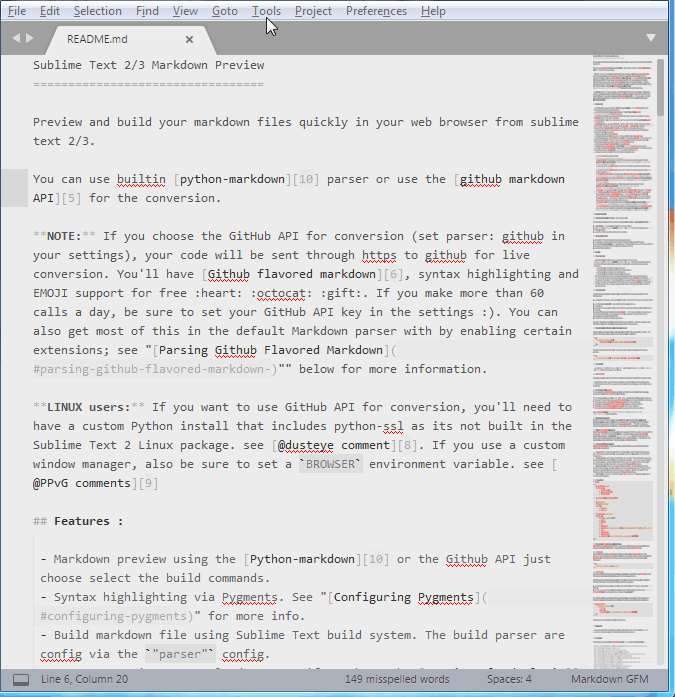 File Edit Selection Find View Goto Tools Project Preferences Help
README.md
Sublime Text 2/3 Markdown Preview
=================================
Preview and build your markdown files quickly in your web browser from sublime
text 2/3.
You can use builtin [python-markdown][10] parser or use the [github markdown
API][5] for the conversion.
**NOTE:** If you choose the GitHub API for conversion (set parser: github in
your settings), your code will be sent through https to github for live
conversion. You'll have [Github flavored markdown][6], syntax highlighting and
EMOJI support for free :heart: :octocat: :gift:. If you make more than 60
calls a day, be sure to set your GitHub API key in the settings :). You can
also get most of this in the default Markdown parser with by enabling certain
extensions; see "[Parsing Github Flavored Markdown](
#parsing-github-flavored-markdown-)"" below for more information.
**LINUX users:** If you want to use GitHub API for conversion, you'll need to
have a custom Python install that includes python-ssl as its not built in the
Sublime Text 2 Linux package. see [@dusteye comment][8]. If you use a custom
window manager, also be sure to set a `BROWSER` environment variable. see [
@PPvG comments][9]
## Features :
- Markdown preview using the [Python-markdown][10] or the Github API just
choose select the build commands.
- Syntax highlighting via Pygments. See "[Configuring Pygments](
#configuring-pygments)" for more info.
- Build markdown file using Sublime Text build system. The build parser are
config via the `"parser"` config.
Line 6, Column 20 149 misspelled words Spaces: 4 Markdown GFM